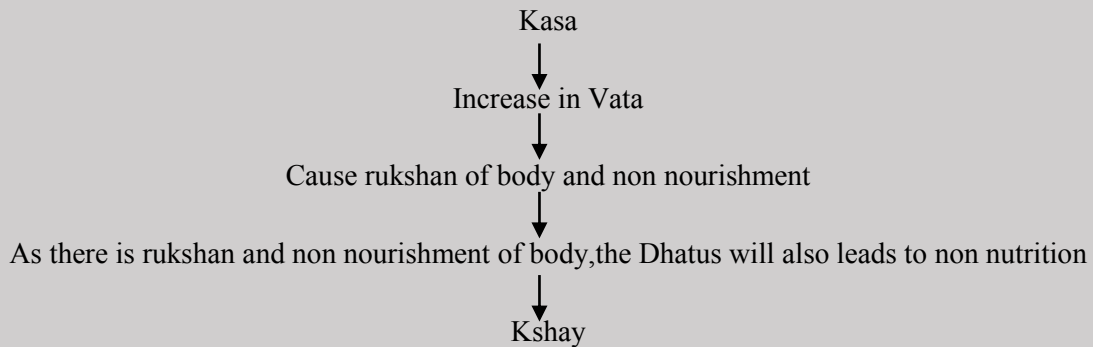 Kasa
Increase in Vata
Cause rukshan of body and non nourishment
As there is rukshan and non nourishment of body,the Dhatus will also leads to non nutrition
Kshay